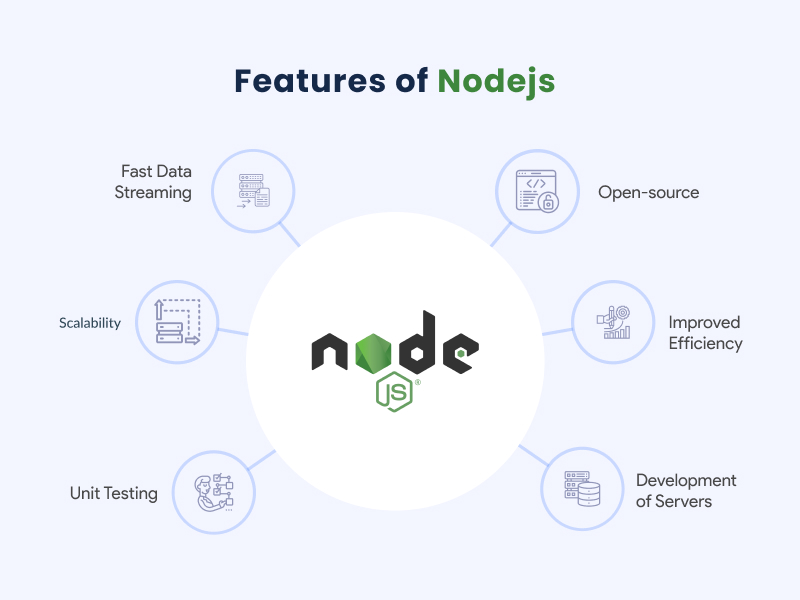 Features of Nodejs
Fast Data
Streaming
Open-source
Scalability
Improved
Efficiency
node
JS
®
Unit Testing
Development
of Servers